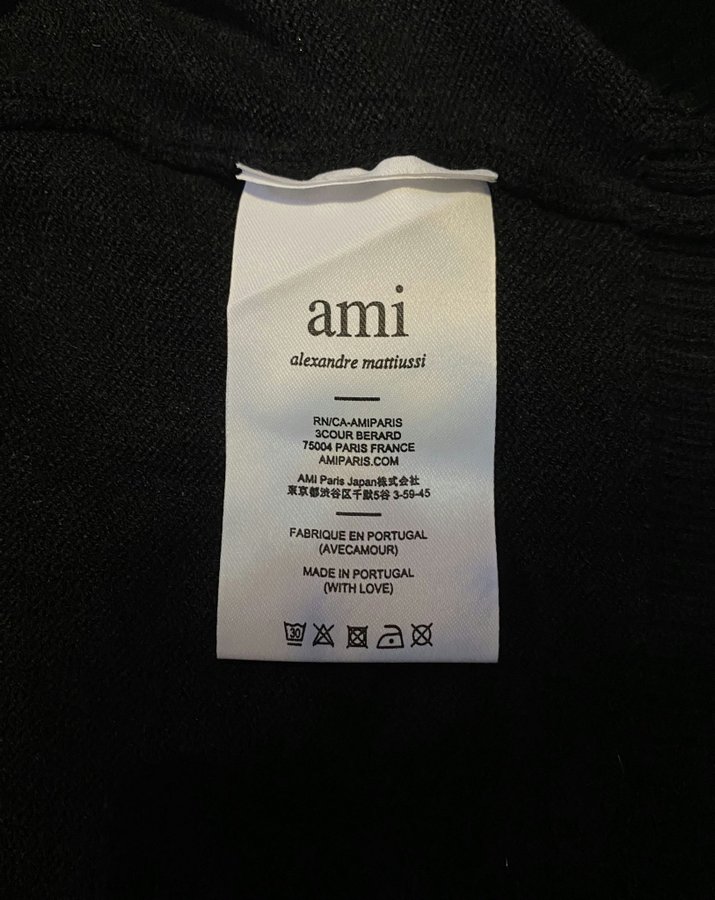 ami
alexandre mattiussi
RN/CA-AMIPARIS
3COUR BERARD
75004 PARIS FRANCE
AMIPARIS.COM
AMI Paris Japan株式会社
東京都渋谷区千駄5谷 3-59-45
FABRIQUE EN PORTUGAL
(AVECAMOUR)
MADE IN PORTUGAL
(WITH LOVE)
30